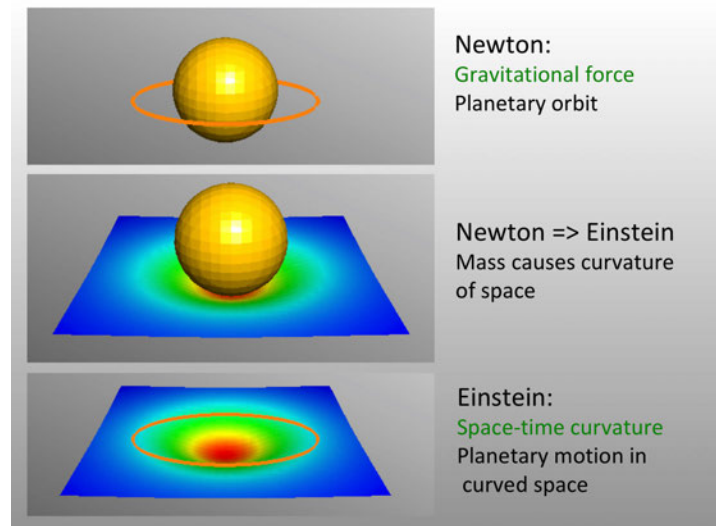 Newton:
Gravitational force
Planetary orbit
Newton => Einstein
Mass causes curvature
of space
Einstein:
Space-time curvature
Planetary motion in
curved space